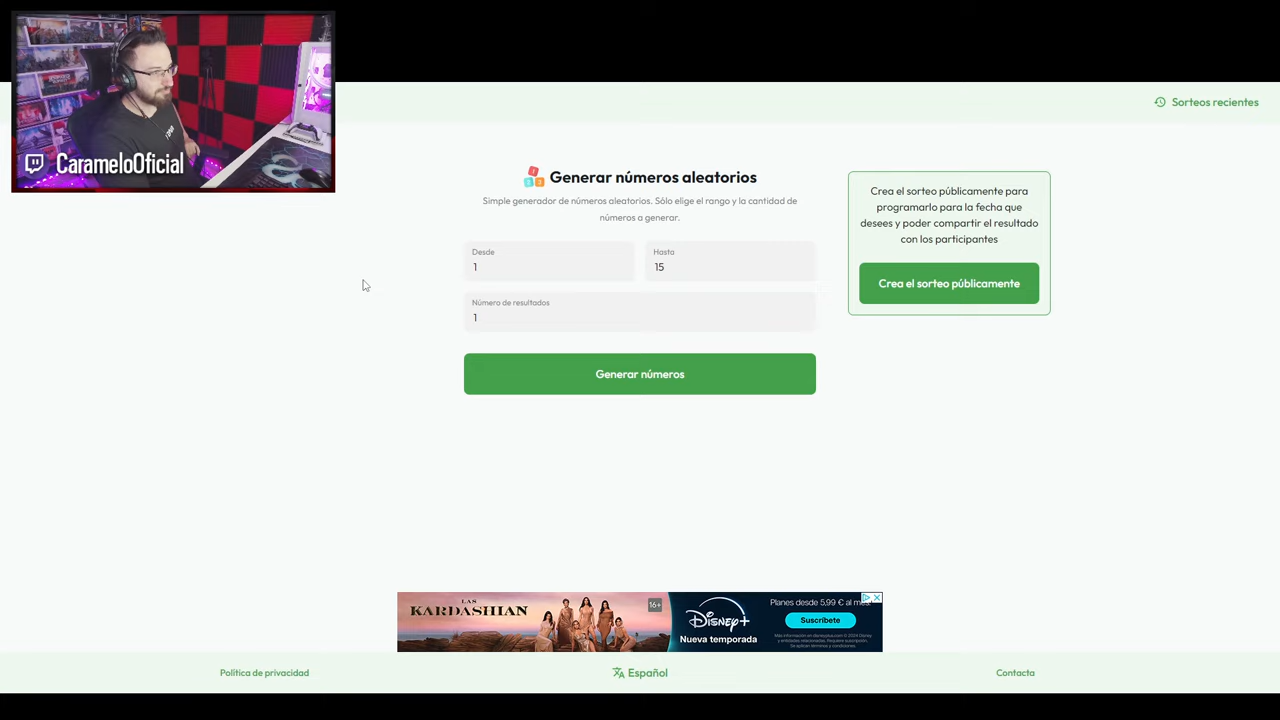 CarameloOficial
Sorteos recientes
Generar números aleatorios
Simple generador de números aleatorios. Sólo elige el rango y la cantidad de
números a generar.
Desde
1
Hasta
15
Número de resultados
1
Generar números
Crea el sorteo públicamente para
programarlo para la fecha que
desees y poder compartir el resultado
con los participantes
Crea el sorteo públicamente
LAS
KARDASHIAN
16+
Disney+
Nueva temporada
Planes desde 5,99 € al mes.
Suscríbete
Política de privacidad
Español
Contacta